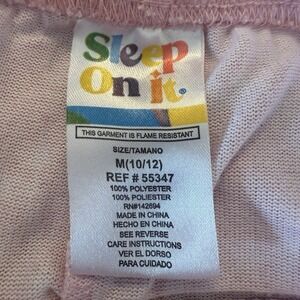 Sleep
On it®
THIS GARMENT IS FLAME RESISTANT
SIZE/TAMANO
M(10/12)
REF # 55347
100% POLYESTER
100% POLIESTER
RN#142694
MADE IN CHINA
HECHO EN CHINA
SEE REVERSE
CARE INSTRUCTIONS
VER EL DORSO
PARA CUIDADO